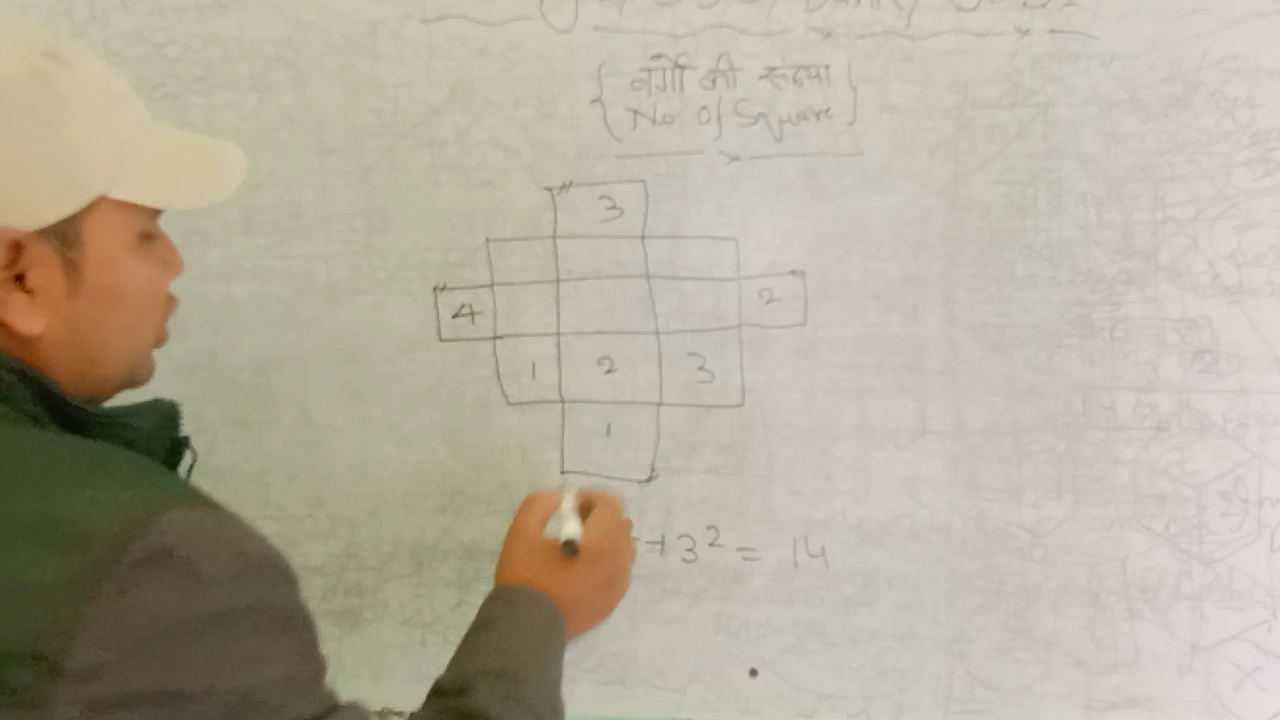 { वर्गो की संख्या
No Of Square }
3
4 2
1 2 3
1
+3² = 14